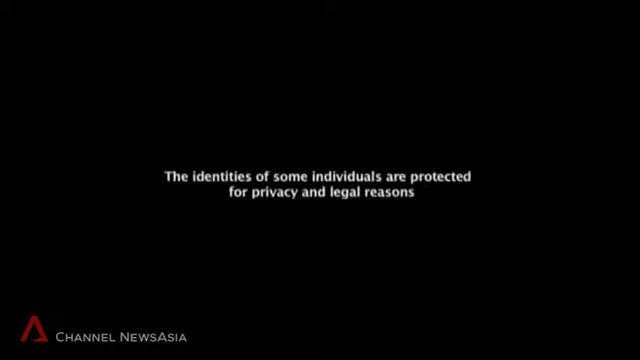 The identities of some individuals are protected
for privacy and legal reasons
CHANNEL NEWSASIA